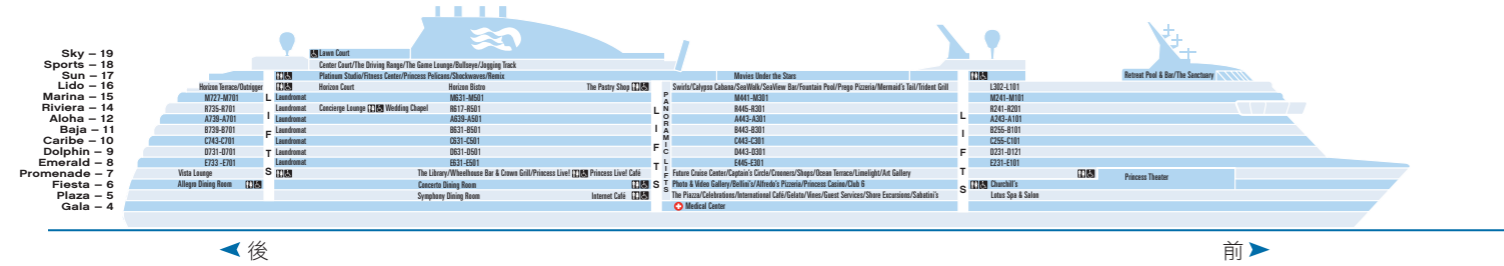 Sky – 19 Lawn Court
Sports – 18 Center Court/The Driving Range/The Game Lounge/Bullseye/Jogging Track
Sun – 17 Platinum Studio/Fitness Center/Princess Pelicans/Shockwaves/Remix Movies Under the Stars Retreat Pool & Bar/The Sanctuary
Lido – 16 Horizon Terrace/Outrigger Horizon Court Horizon Bistro The Pastry Shop Swirls/Calypso Cabana/SeaWalk/SeaView Bar/Fountain Pool/Prego Pizzeria/Mermaid's Tail/Trident Grill L302-L101
Marina – 15 M727-M701 Laundromat M631-M501 M441-M301 M241-M101
Riviera – 14 R735-R701 Laundromat Concierge Lounge Wedding Chapel R617-R501 R445-R301 R241-R201
Aloha – 12 A739-A701 Laundromat A639-A501 A443-A301 A243-A101
Baja – 11 B739-B701 Laundromat B631-B501 B443-B301 B255-B101
Caribe – 10 C743-C701 Laundromat C631-C501 C443-C301 C255-C101
Dolphin – 9 D731-D701 Laundromat D631-D501 D443-D301 D231-D121
Emerald – 8 E733 -E701 Laundromat E631-E501 E445-E301 E231-E101
Promenade – 7 Vista Lounge The Library/Wheelhouse Bar & Crown Grill/Princess Live! Princess Live! Café Future Cruise Center/Captain's Circle/Crooners/Shops/Ocean Terrace/Limelight/Art Gallery
Fiesta – 6 Allegro Dining Room Concerto Dining Room Photo & Video Gallery/Bellini's/Alfredo's Pizzeria/Princess Casino/Club 6 Churchill's Princess Theater
Plaza – 5 Symphony Dining Room Internet Café The Piazza/Celebrations/International Café/Gelato/Vines/Guest Services/Shore Excursions/Sabatini's Lotus Spa & Salon
Gala – 4 Medical Center
LIFTS
LIFTS
PANORAMIC LIFTS
LIFTS
後 前